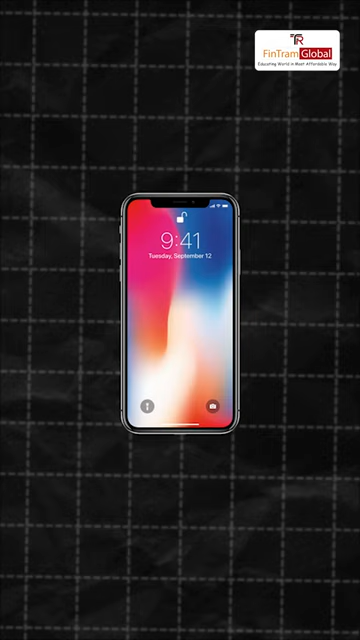 FinTram Global
Educating World in Most Affordable Way
9:41
Tuesday, September 12